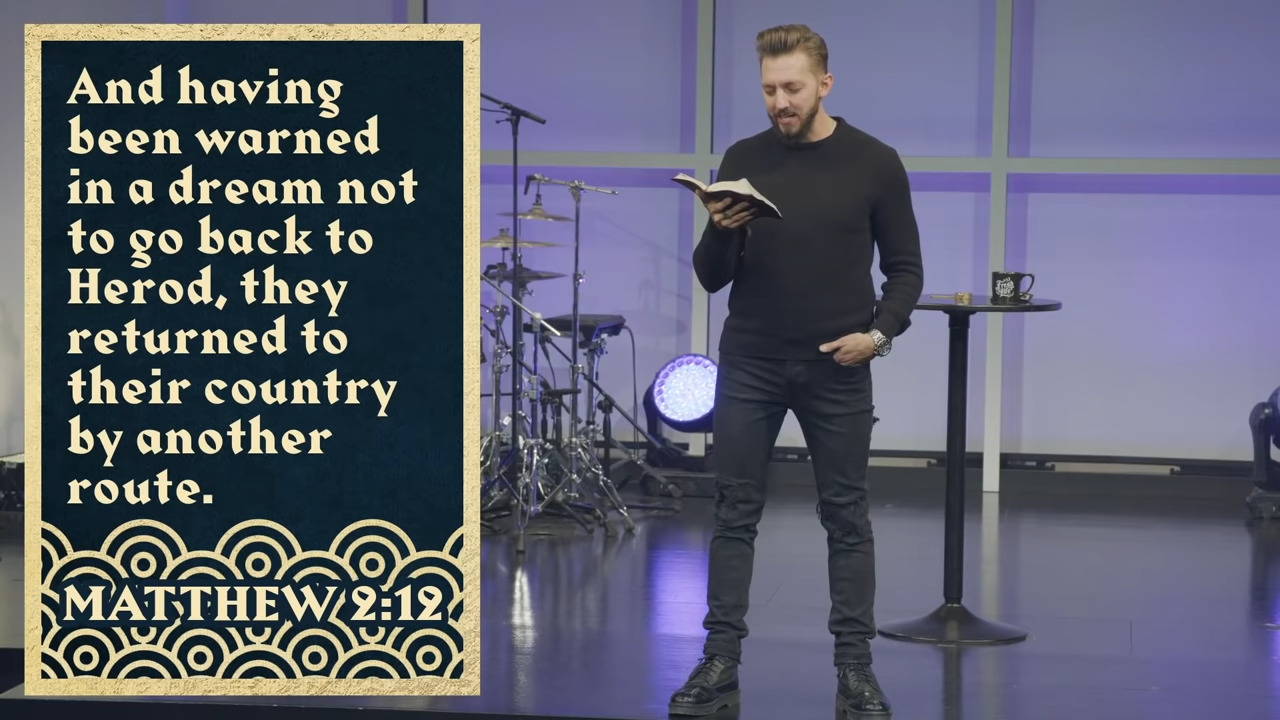 And having
been warned
in a dream not
to go back to
Herod, they
returned to
their country
by another
route.
MATTHEW 2:12